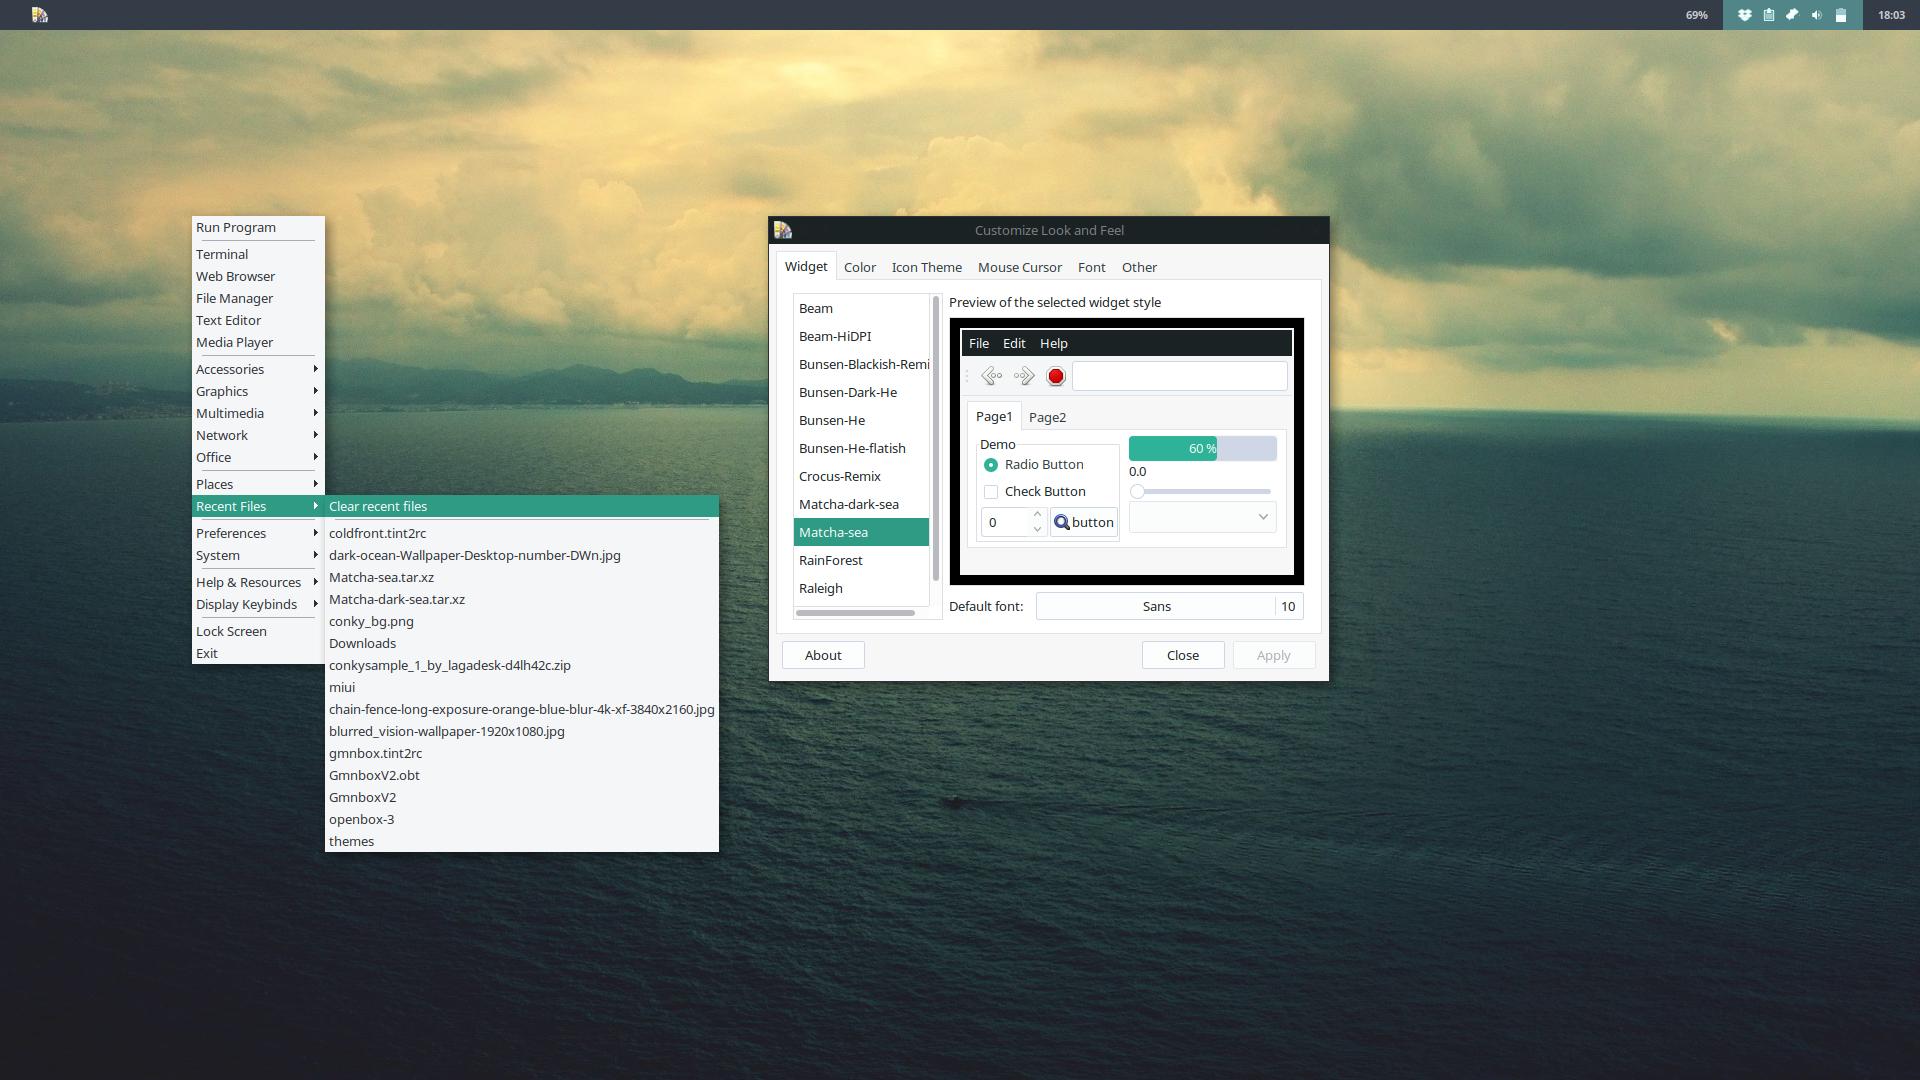 69%
18:03
Run Program
Terminal
Web Browser
File Manager
Text Editor
Media Player
Accessories
Graphics
Multimedia
Network
Office
Places
Recent Files
Preferences
System
Help & Resources
Display Keybinds
Lock Screen
Exit
Clear recent files
coldfront.tint2rc
dark-ocean-Wallpaper-Desktop-number-DWn.jpg
Matcha-sea.tar.xz
Matcha-dark-sea.tar.xz
conky_bg.png
Downloads
conkysample_1_by_lagadesk-d4lh42c.zip
miui
chain-fence-long-exposure-orange-blue-blur-4k-xf-3840x2160.jpg
blurred_vision-wallpaper-1920x1080.jpg
gmnbox.tint2rc
GmnboxV2.obt
GmnboxV2
openbox-3
themes
Customize Look and Feel
Widget Color Icon Theme Mouse Cursor Font Other
Beam
Beam-HiDPI
Bunsen-Blackish-Remi
Bunsen-Dark-He
Bunsen-He
Bunsen-He-flatish
Crocus-Remix
Matcha-dark-sea
Matcha-sea
RainForest
Raleigh
Preview of the selected widget style
File Edit Help
Page1 Page2
Demo
Radio Button
Check Button
0
button
60 %
0.0
Default font: Sans 10
About Close Apply